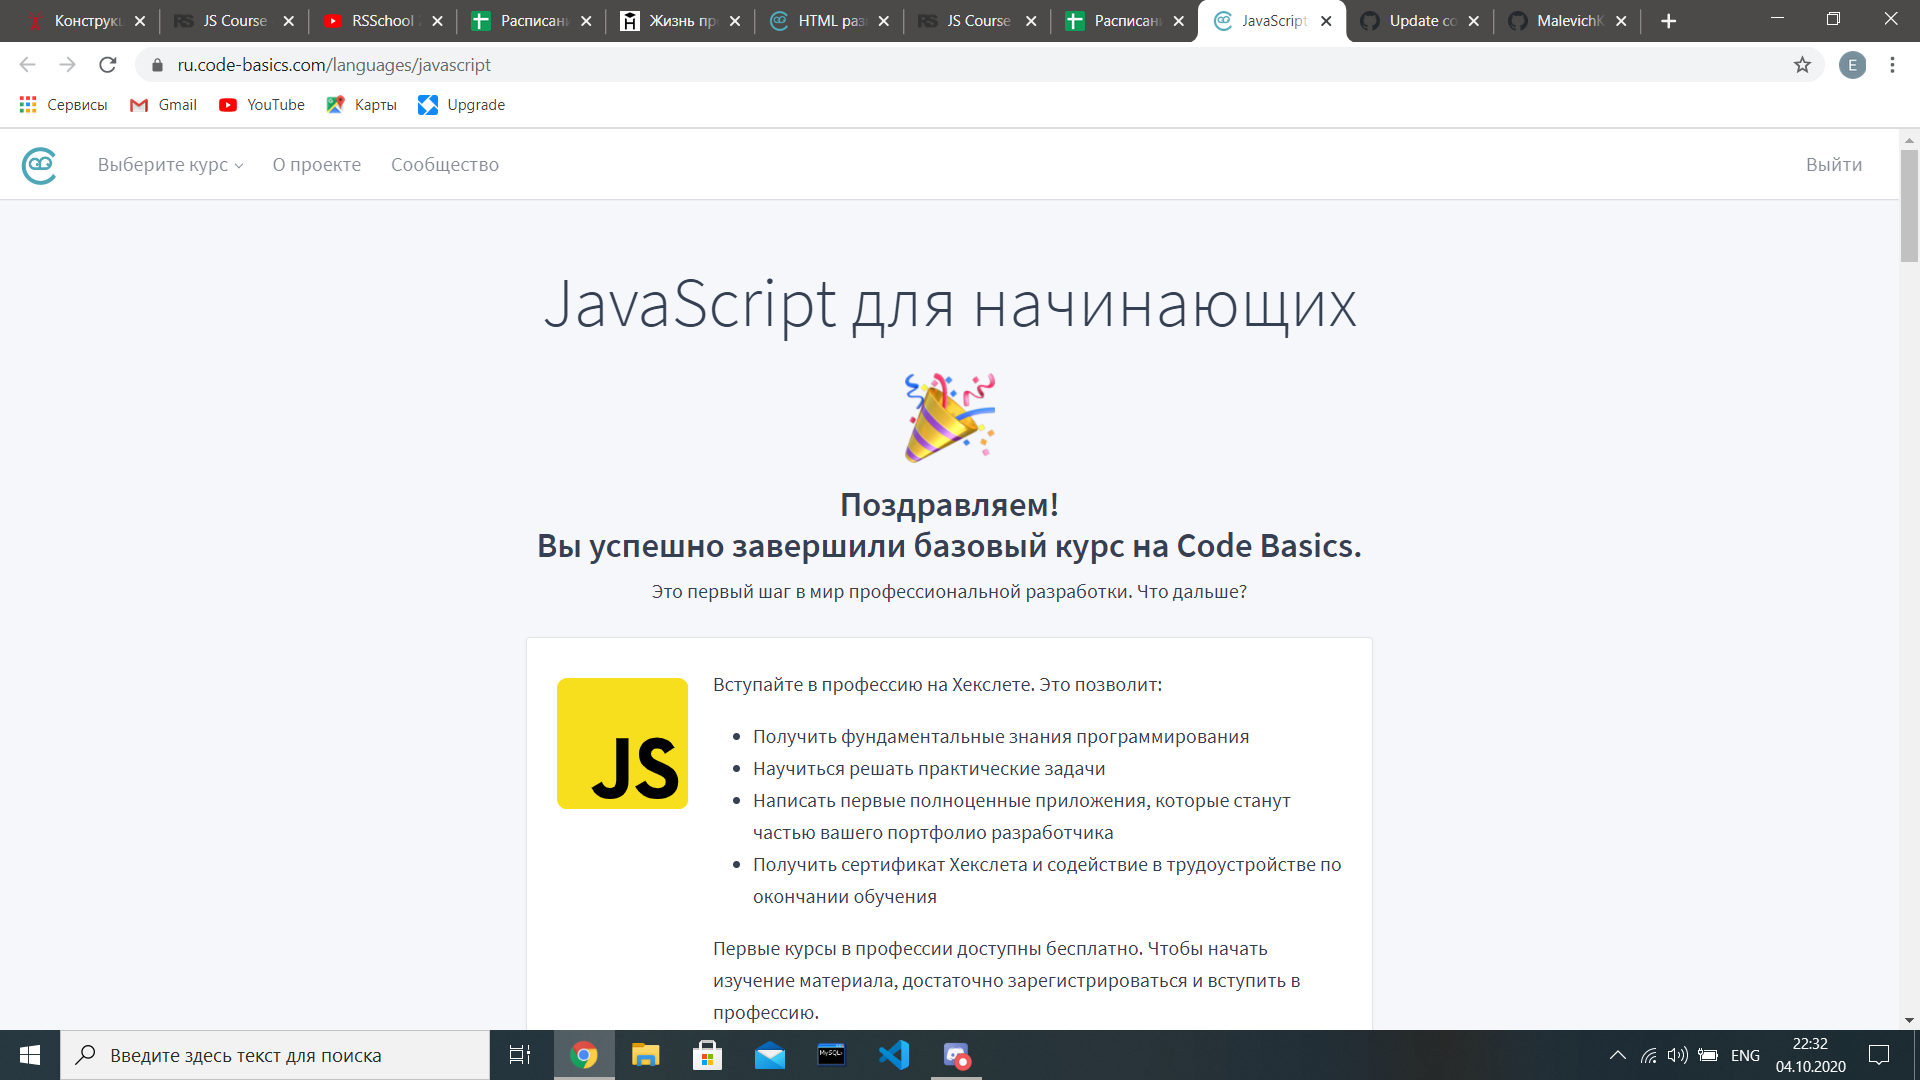 Конструкц
JS Course
RSSchool
Расписани
Жизнь пр
HTML раз
JS Course
Расписани
JavaScript
Update co
MalevichK
ru.code-basics.com/languages/javascript
E
Сервисы
Gmail
YouTube
Карты
Upgrade
Выберите курс
О проекте
Сообщество
Выйти
JavaScript для начинающих
Поздравляем!
Вы успешно завершили базовый курс на Code Basics.
Это первый шаг в мир профессиональной разработки. Что дальше?
JS
Вступайте в профессию на Хекслете. Это позволит:
Получить фундаментальные знания программирования
Научиться решать практические задачи
Написать первые полноценные приложения, которые станут
частью вашего портфолио разработчика
Получить сертификат Хекслета и содействие в трудоустройстве по
окончании обучения
Первые курсы в профессии доступны бесплатно. Чтобы начать
изучение материала, достаточно зарегистрироваться и вступить в
профессию.
Введите здесь текст для поиска
MySQL
ENG
22:32
04.10.2020